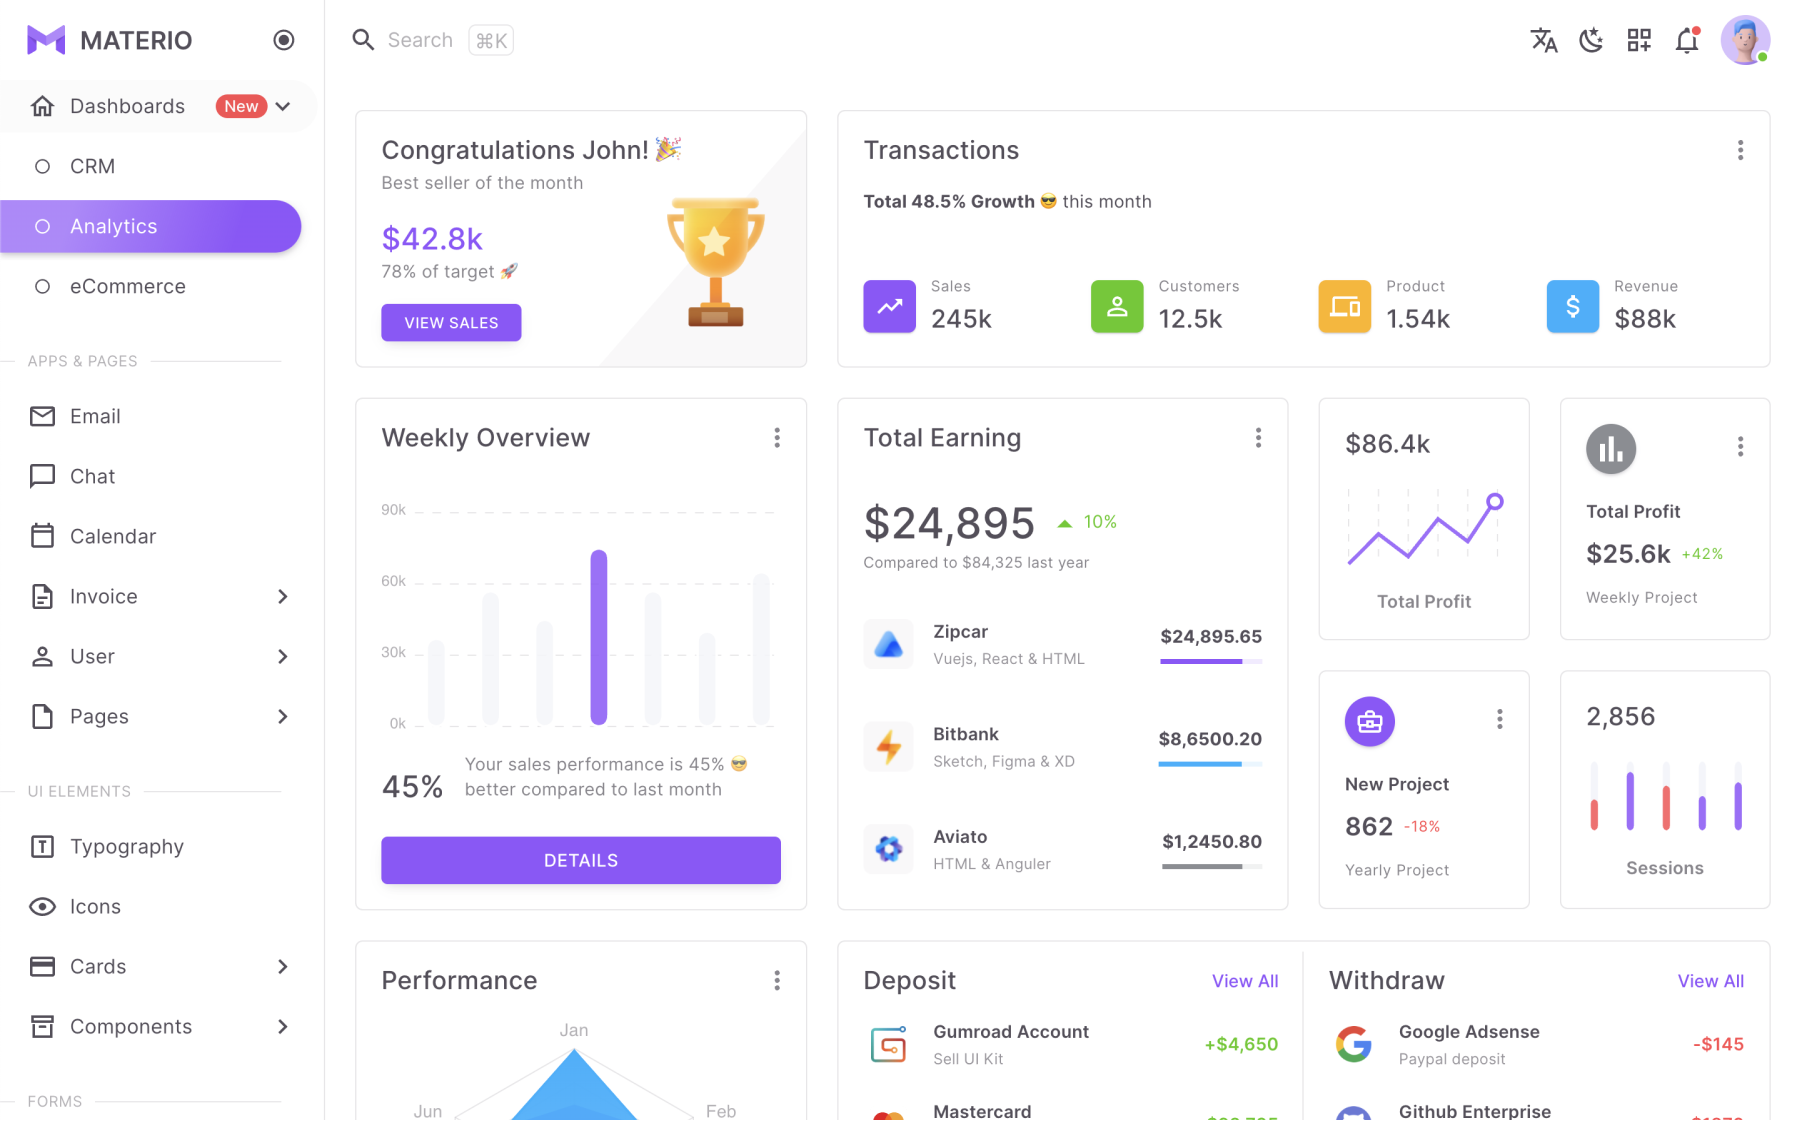 MATERIO
Dashboards New
CRM
Analytics
eCommerce
APPS & PAGES
Email
Chat
Calendar
Invoice
User
Pages
UI ELEMENTS
Typography
Icons
Cards
Components
FORMS
Search ⌘K
Congratulations John! 🎉
Best seller of the month
$42.8k
78% of target 🚀
VIEW SALES
Transactions
Total 48.5% Growth 😎 this month
Sales
245k
Customers
12.5k
Product
1.54k
Revenue
$88k
Weekly Overview
90k
60k
30k
0k
45%
Your sales performance is 45% 😎
better compared to last month
DETAILS
Total Earning
$24,895 10%
Compared to $84,325 last year
Zipcar
Vuejs, React & HTML
$24,895.65
Bitbank
Sketch, Figma & XD
$8,6500.20
Aviato
HTML & Anguler
$1,2450.80
$86.4k
Total Profit
Total Profit
$25.6k +42%
Weekly Project
New Project
862 -18%
Yearly Project
2,856
Sessions
Performance
Jan
Jun
Feb
Deposit View All
Gumroad Account
Sell UI Kit
+$4,650
Mastercard
Withdraw View All
Google Adsense
Paypal deposit
-$145
Github Enterprise